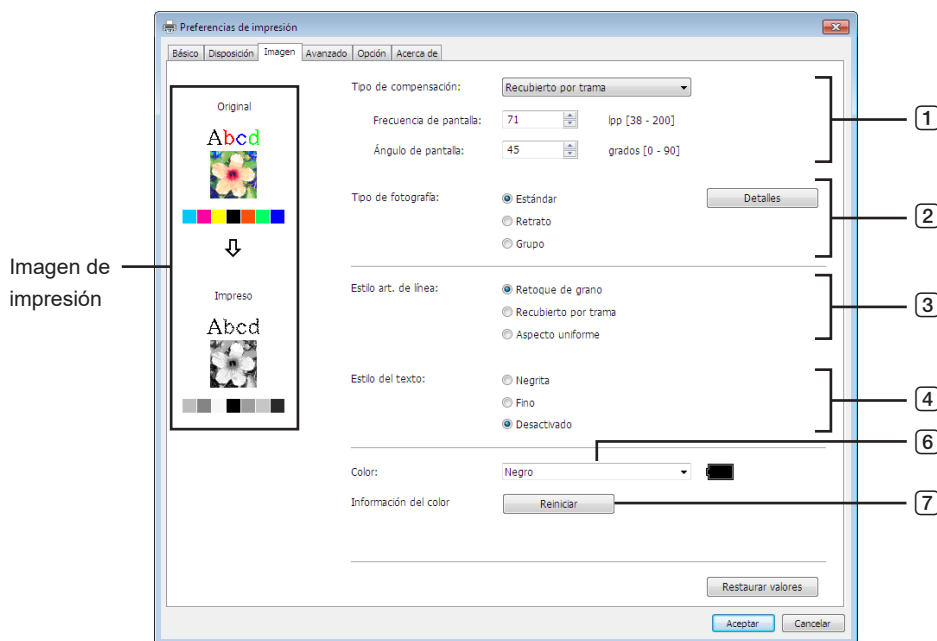 Preferencias de impresión
Básico Disposición Imagen Avanzado Opción Acerca de
Original
Abcd
Impreso
Abcd
Imagen de
impresión
Tipo de compensación: Recubierto por trama
Frecuencia de pantalla: 71 lpp [38 - 200]
Ángulo de pantalla: 45 grados [0 - 90]
1
Tipo de fotografía: Estándar Detalles
Retrato
Grupo
2
Estilo art. de línea: Retoque de grano
Recubierto por trama
Aspecto uniforme
3
Estilo del texto: Negrita
Fino
Desactivado
4
6
Color: Negro
Información del color Reiniciar
7
Restaurar valores
Aceptar Cancelar